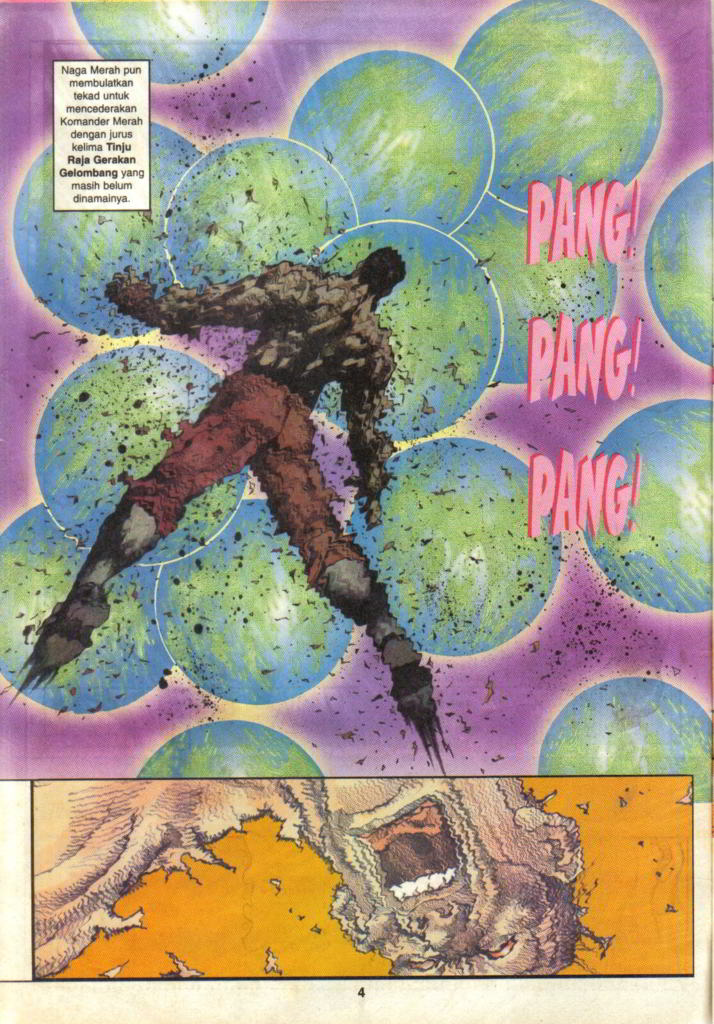 Naga Merah pun
membulatkan
tekad untuk
mencederakan
Komander Merah
dengan jurus
kelima Tinju
Raja Gerakan
Gelombang yang
masih belum
dinamainya.
PANG!
PANG!
PANG!
4